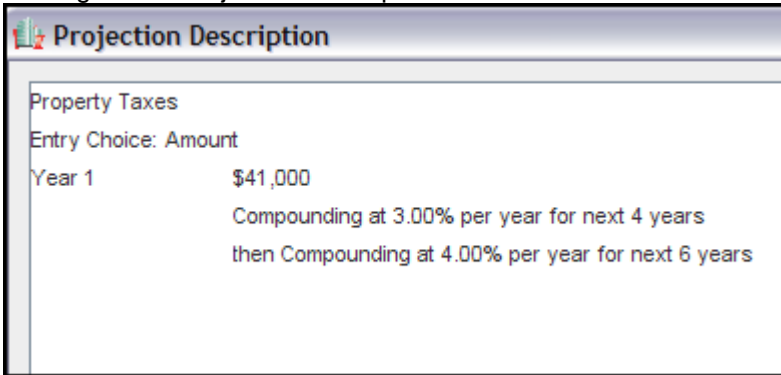 Projection Description
Property Taxes
Entry Choice: Amount
Year 1 $41,000
Compounding at 3.00% per year for next 4 years
then Compounding at 4.00% per year for next 6 years